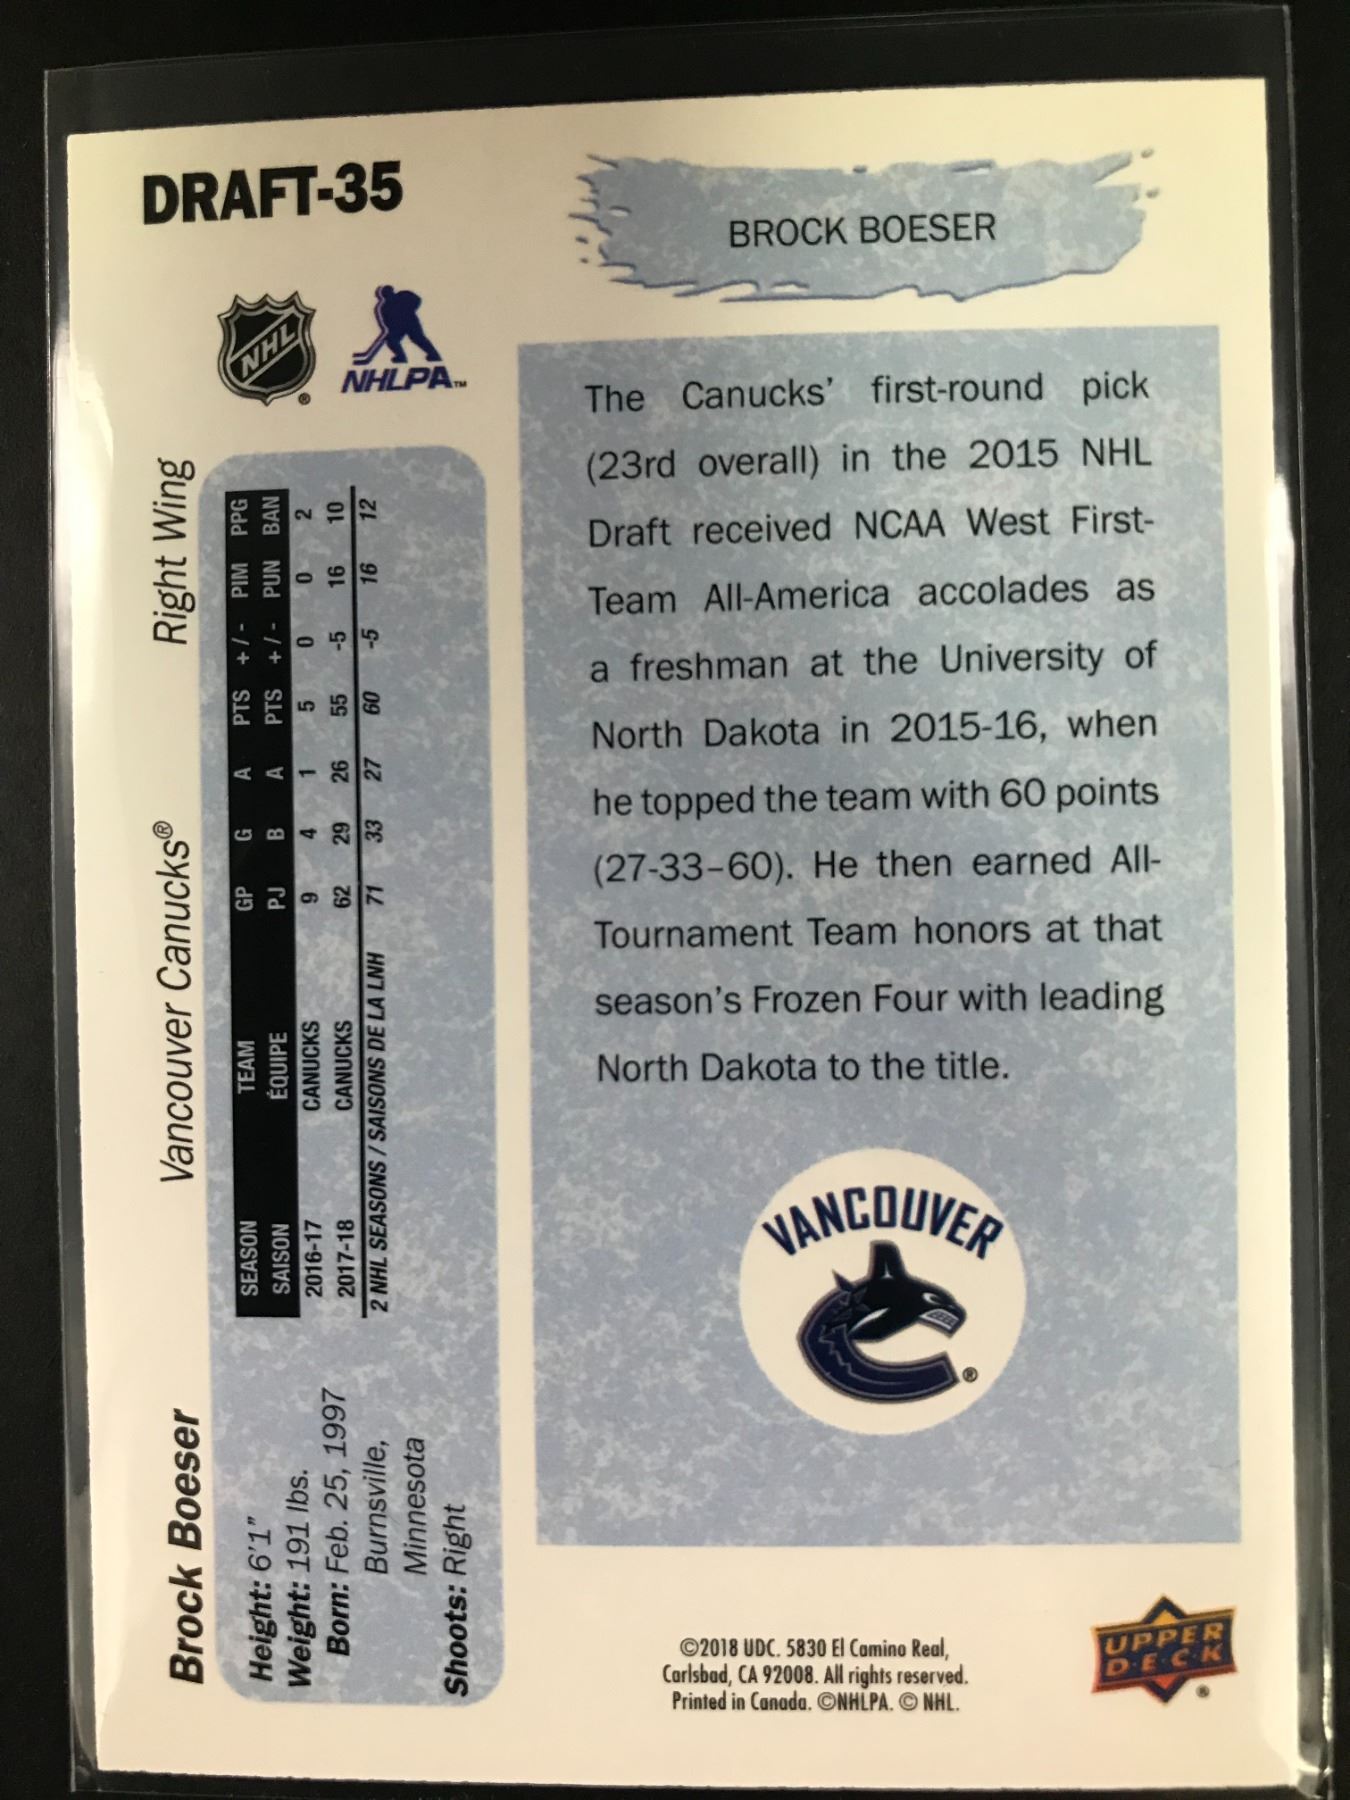 DRAFT-35
NHL
®
NHLPA™
BROCK BOESER
The Canucks' first-round pick
(23rd overall) in the 2015 NHL
Draft received NCAA West First-
Team All-America accolades as
a freshman at the University of
North Dakota in 2015-16, when
he topped the team with 60 points
(27-33–60). He then earned All-
Tournament Team honors at that
season's Frozen Four with leading
North Dakota to the title.
VANCOUVER
®
Brock Boeser Vancouver Canucks® Right Wing
Height: 6'1"
Weight: 191 lbs.
Born: Feb. 25, 1997
Burnsville,
Minnesota
Shoots: Right
SEASON TEAM GP G A PTS +/- PIM PPG
SAISON ÉQUIPE PJ B A PTS +/- PUN BAN
2016-17 CANUCKS 9 4 1 5 0 0 2
2017-18 CANUCKS 62 29 26 55 -5 16 10
2 NHL SEASONS / SAISONS DE LA LNH 71 33 27 60 -5 16 12
©2018 UDC. 5830 El Camino Real,
Carlsbad, CA 92008. All rights reserved.
Printed in Canada. ©NHLPA. © NHL.
UPPER
D·E·C·K
®